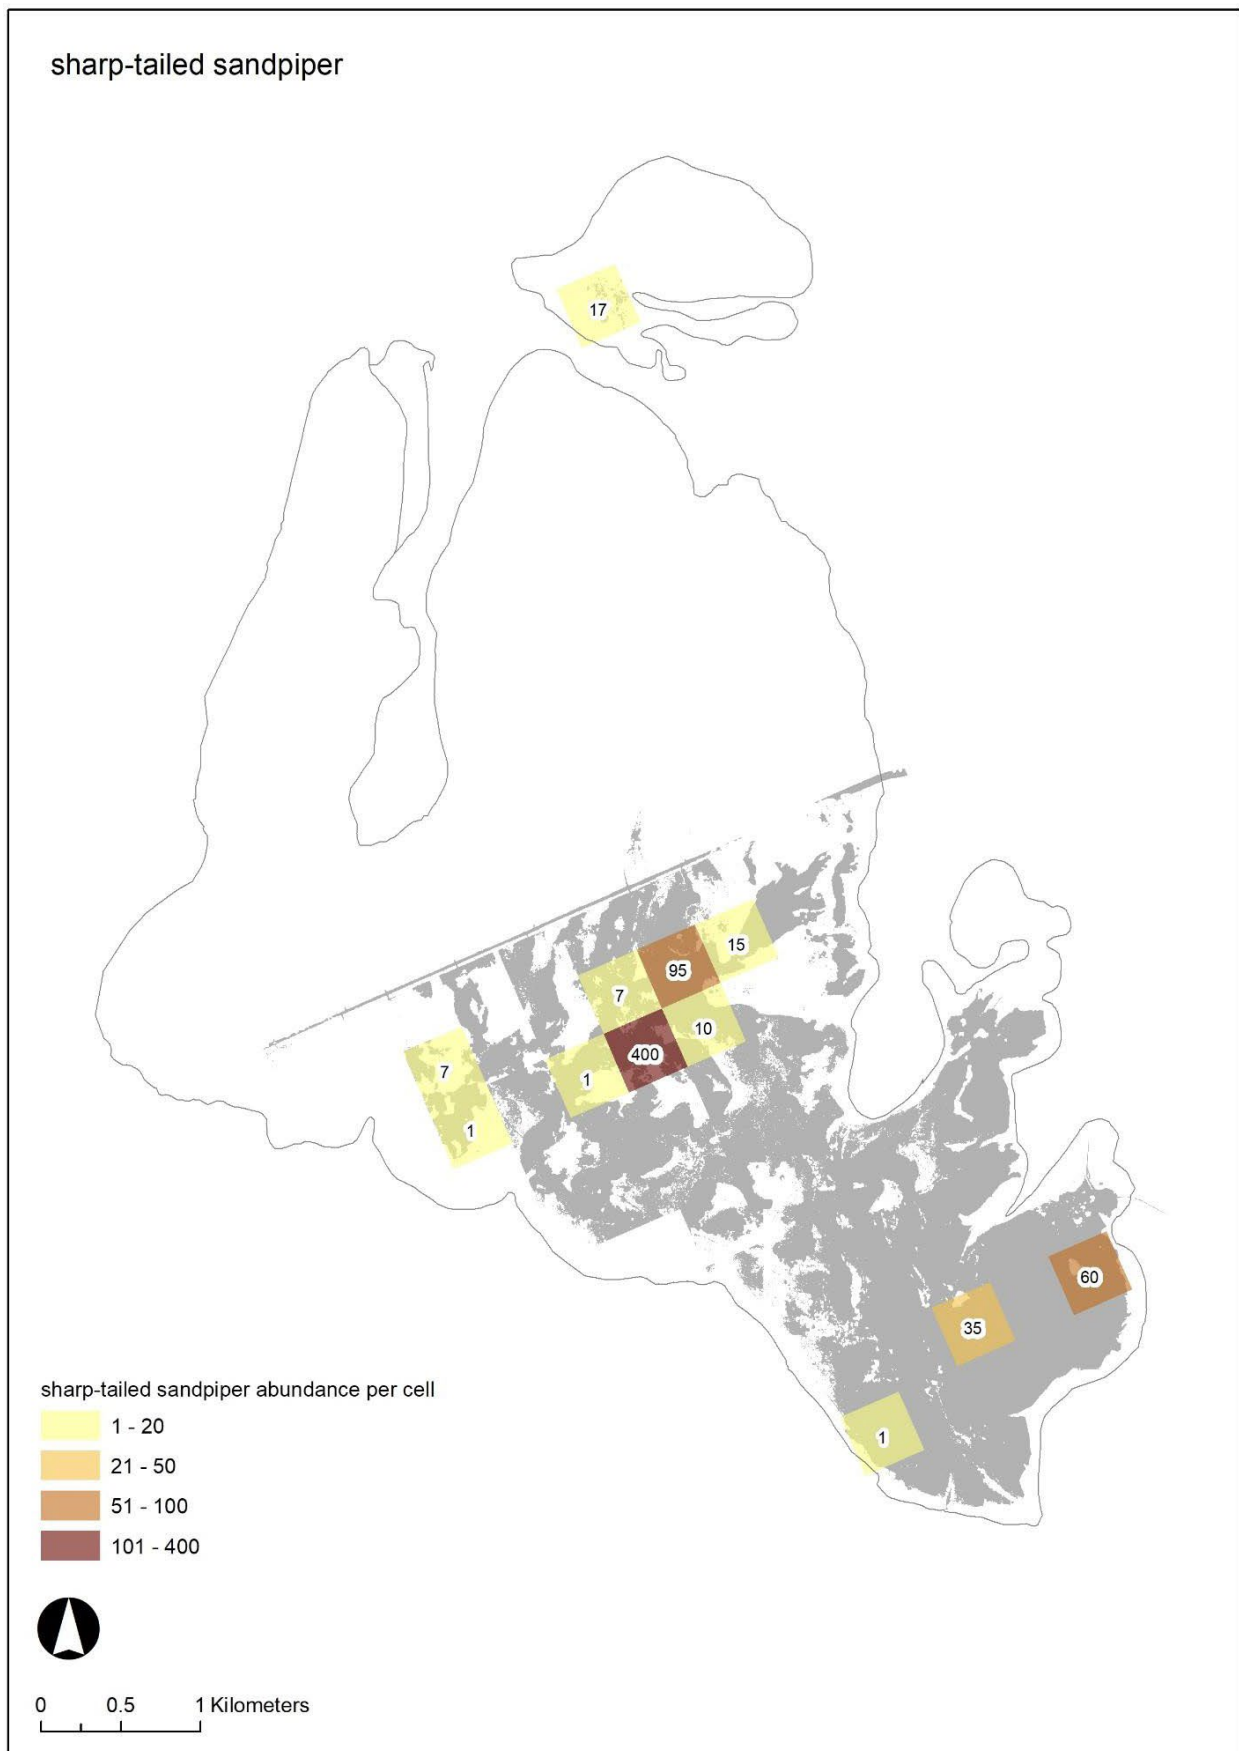 sharp-tailed sandpiper
17
15
95
7
10
400
7
1
1
60
35
1
sharp-tailed sandpiper abundance per cell
1 - 20
21 - 50
51 - 100
101 - 400
0 0.5 1 Kilometers